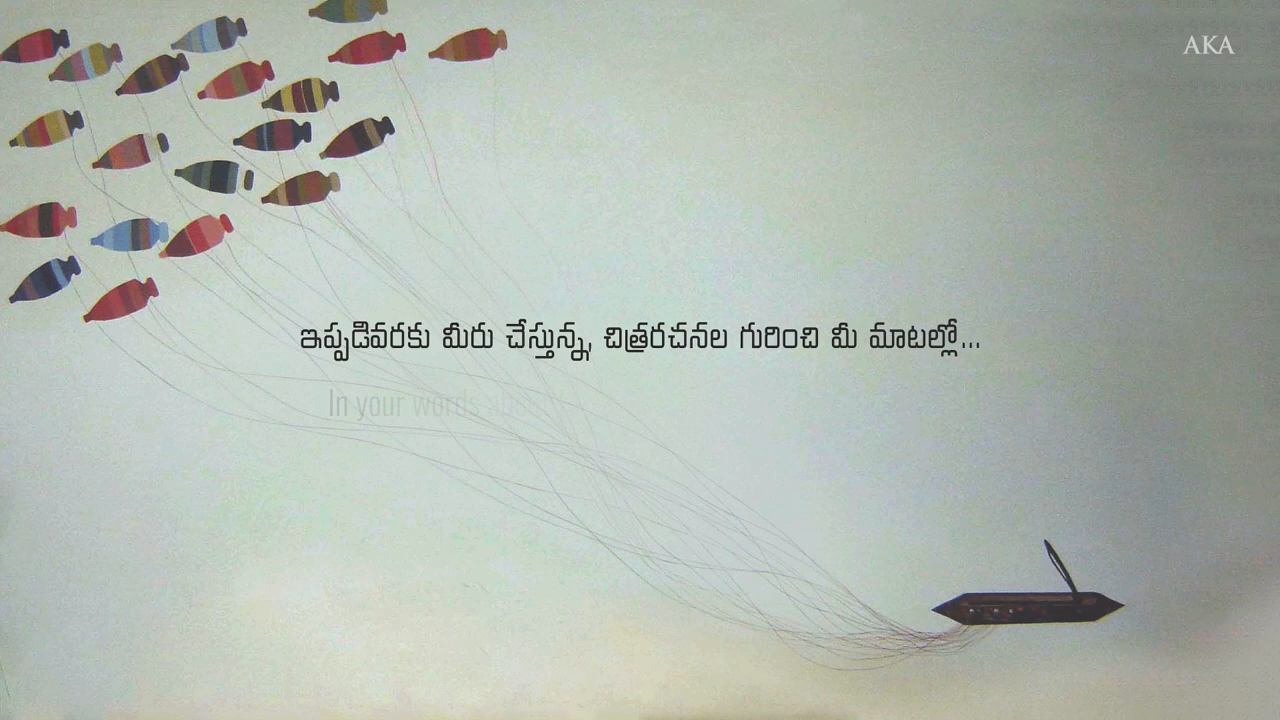 AKA
ఇప్పడివరకు మీరు చేస్తున్న, చిత్రరచనల గురించి మీ మాటల్లో...
In your words